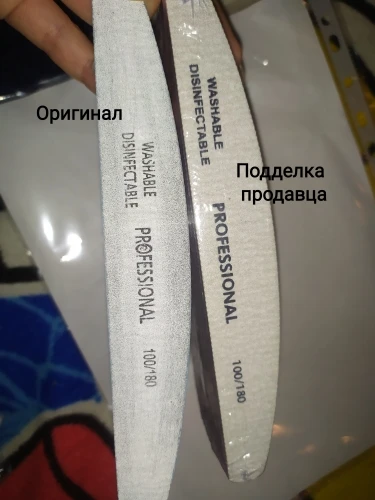 Оригинал
WASHABLE
DISINFECTABLE
PROFESSIONAL
100/180
Подделка
продавца
WASHABLE
DISINFECTABLE
PROFESSIONAL
100/180